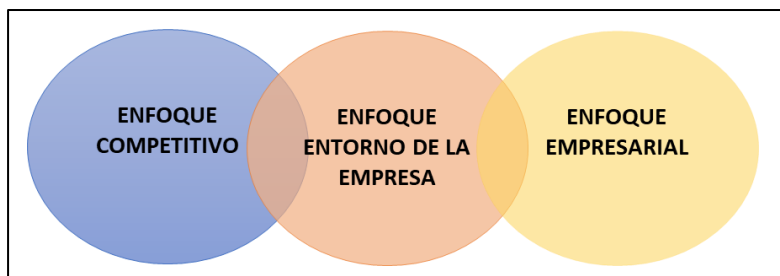 ENFOQUE
COMPETITIVO
ENFOQUE
ENTORNO DE LA
EMPRESA
ENFOQUE
EMPRESARIAL